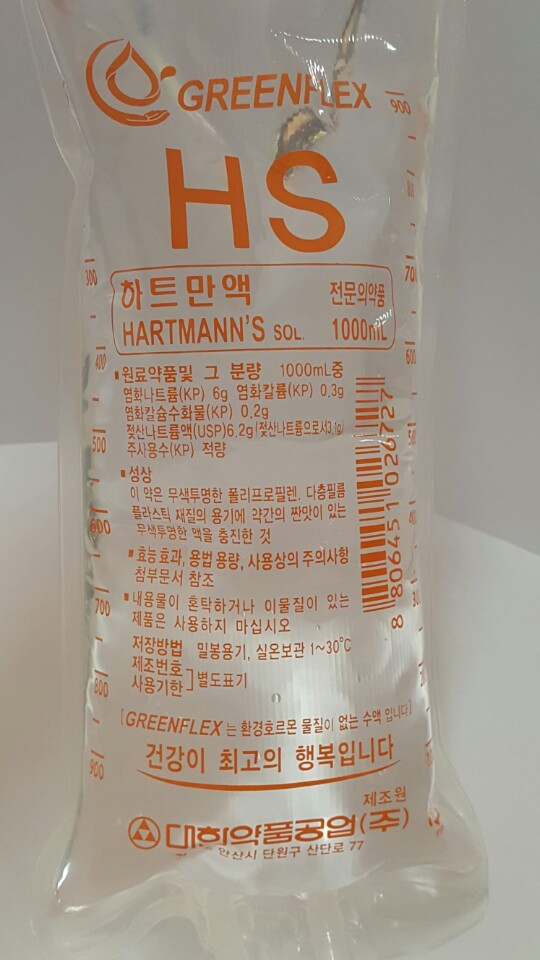 GREENFLEX
HS
하트만액 전문의약품
HARTMANN'S SOL. 1000mL
▪원료약품및 그 분량 1000mL중
염화나트륨(KP) 6g 염화칼륨(KP) 0.3g
염화칼슘수화물(KP) 0.2g
젖산나트륨액(USP)6.2g(젖산나트륨으로서3.1g)
주사용수(KP) 적량
▪성상
이 약은 무색투명한 폴리프로필렌. 다층필름
플라스틱 재질의 용기에 약간의 짠맛이 있는
무색투명한 액을 충진한 것
▪효능효과, 용법용량, 사용상의 주의사항
첨부문서 참조
▪내용물이 혼탁하거나 이물질이 있는
제품은 사용하지 마십시오
저장방법 밀봉용기, 실온보관 1~30°C
제조번호
사용기한 ] 별도표기
[GREENFLEX는 환경호르몬 물질이 없는 수액 입니다]
건강이 최고의 행복입니다
제조원
대한약품공업(주)
안산시 단원구 산단로 77
300
400
500
600
700
800
900
900
700
600
8 806451 026727